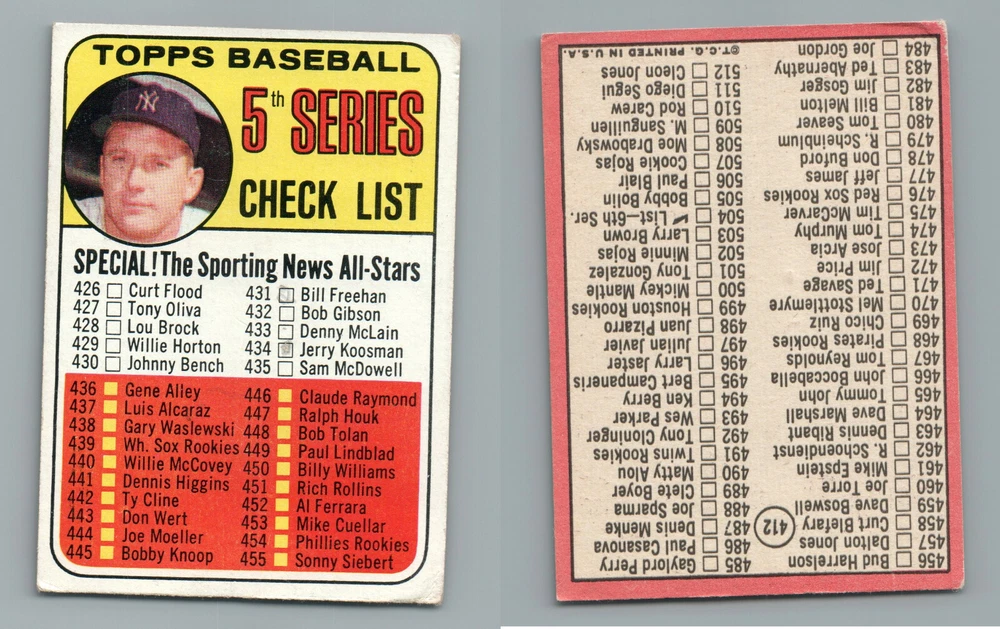 TOPPS BASEBALL
5th SERIES
CHECK LIST
SPECIAL! The Sporting News All-Stars
426 Curt Flood
427 Tony Oliva
428 Lou Brock
429 Willie Horton
430 Johnny Bench
431 Bill Freehan
432 Bob Gibson
433 Denny McLain
434 Jerry Koosman
435 Sam McDowell
436 Gene Alley
437 Luis Alcaraz
438 Gary Waslewski
439 Wh. Sox Rookies
440 Willie McCovey
441 Dennis Higgins
442 Ty Cline
443 Don Wert
444 Joe Moeller
445 Bobby Knoop
446 Claude Raymond
447 Ralph Houk
448 Bob Tolan
449 Paul Lindblad
450 Billy Williams
451 Rich Rollins
452 Al Ferrara
453 Mike Cuellar
454 Phillies Rookies
455 Sonny Siebert
456 Bud Harrelson
457 Dalton Jones
458 Curt Blefary
459 Dave Boswell
460 Joe Torre
461 Mike Epstein
462 R. Schoendienst
463 Dennis Ribant
464 Dave Marshall
465 Tommy John
466 John Boccabella
467 Tom Reynolds
468 Pirates Rookies
469 Chico Ruiz
470 Mel Stottlemyre
471 Ted Savage
472 Jim Price
473 Jose Arcia
474 Tom Murphy
475 Tim McCarver
476 Red Sox Rookies
477 Jeff James
478 Don Buford
479 R. Scheinblum
480 Tom Seaver
481 Bill Melton
482 Jim Gosger
483 Ted Abernathy
484 Joe Gordon
412
485 Gaylord Perry
486 Paul Casanova
487 Denis Menke
488 Joe Sparma
489 Clete Boyer
490 Matty Alou
491 Twins Rookies
492 Tony Cloninger
493 Wes Parker
494 Ken Berry
495 Bert Campaneris
496 Larry Jaster
497 Julian Javier
498 Juan Pizarro
499 Houston Rookies
500 Mickey Mantle
501 Tony Gonzalez
502 Minnie Rojas
503 Larry Brown
504 ✓List—6th Ser.
505 Bobby Bolin
506 Paul Blair
507 Cookie Rojas
508 Moe Drabowsky
509 M. Sanguillen
510 Rod Carew
511 Diego Segui
512 Cleon Jones
©T.C.G. PRINTED IN U.S.A.